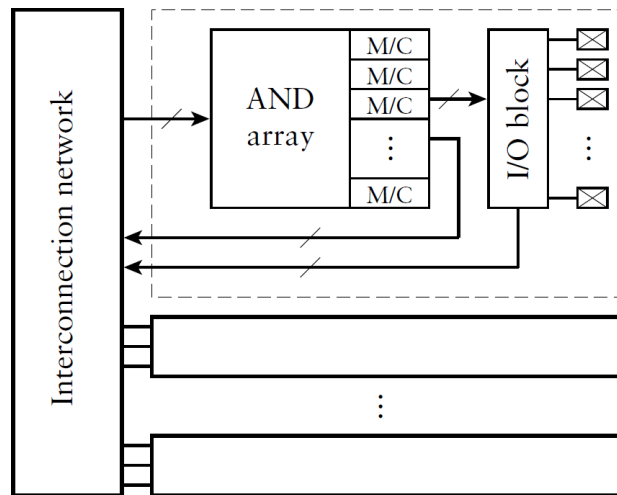 Interconnection network
AND
array
M/C
M/C
M/C
⋮
M/C
I/O block
⋮
⋮